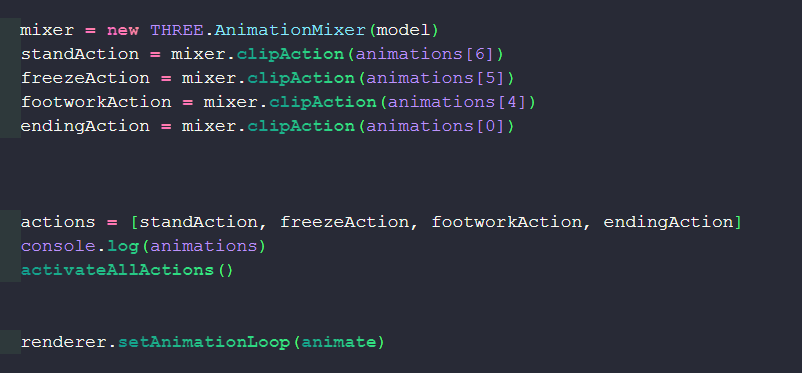 mixer = new THREE.AnimationMixer(model)
standAction = mixer.clipAction(animations[6])
freezeAction = mixer.clipAction(animations[5])
footworkAction = mixer.clipAction(animations[4])
endingAction = mixer.clipAction(animations[0])
actions = [standAction, freezeAction, footworkAction, endingAction]
console.log(animations)
activateAllActions()
renderer.setAnimationLoop(animate)